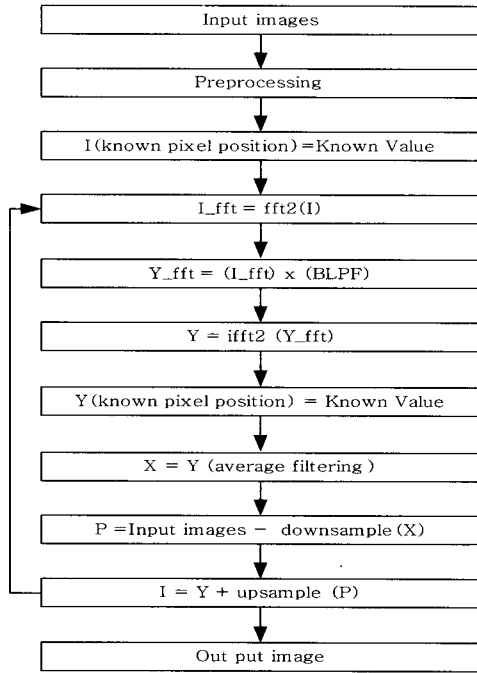 Input images
Preprocessing
I(known pixel position)=Known Value
I_fft = fft2(I)
Y_fft = (I_fft) x (BLPF)
Y = ifft2 (Y_fft)
Y(known pixel position) = Known Value
X = Y (average filtering )
P =Input images - downsample(X)
I = Y + upsample (P)
Out put image